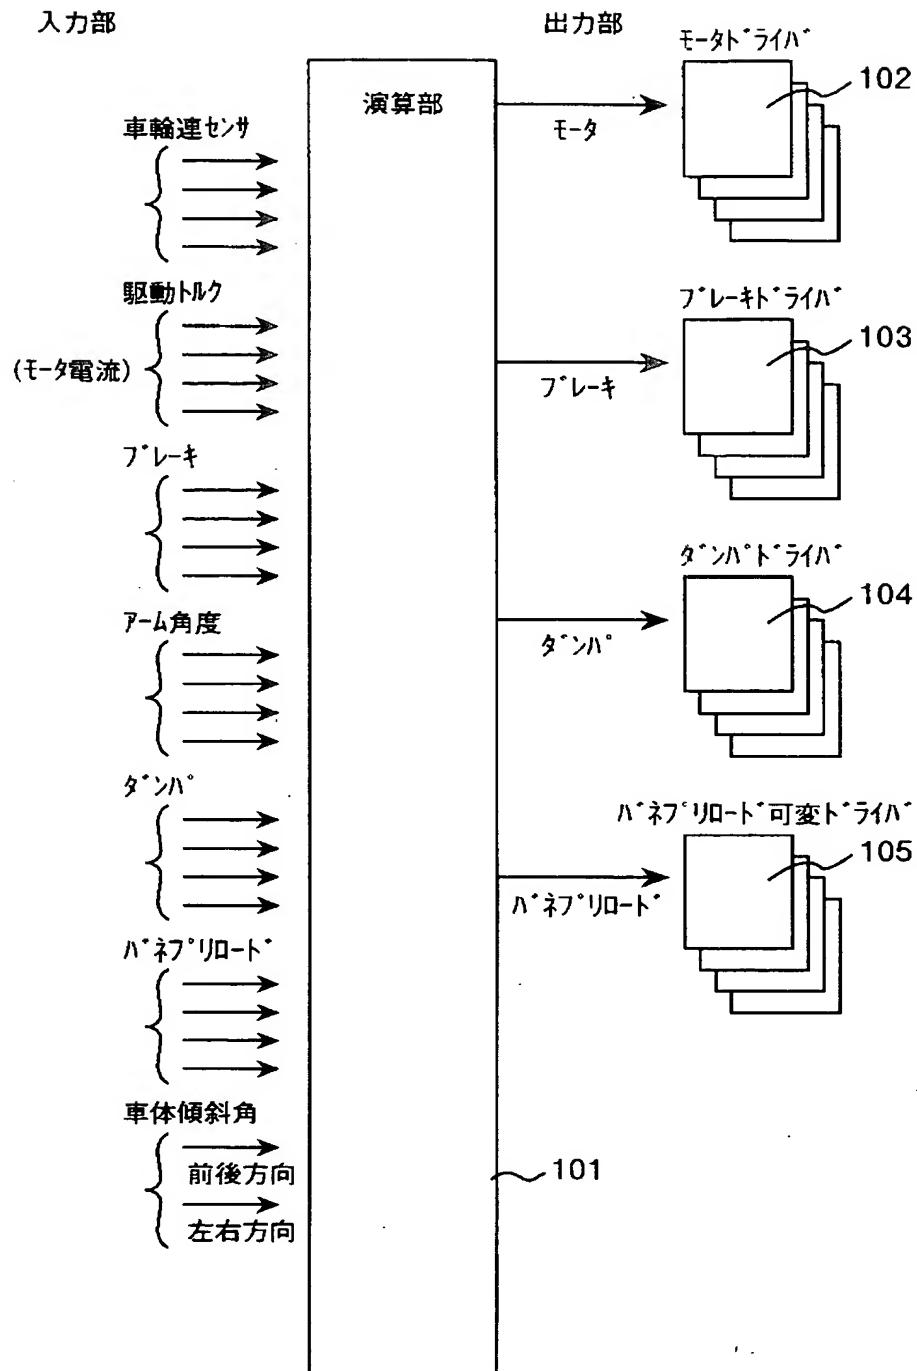 入力部
出力部
演算部
車輪連センサ
駆動トルク
(モータ電流)
ブレーキ
アーム角度
ダンパ
バネプリロード
車体傾斜角
前後方向
左右方向
101
モータ
モータドライバ
102
ブレーキ
ブレーキドライバ
103
ダンパ
ダンパドライバ
104
バネプリロード
バネプリロード可変ドライバ
105